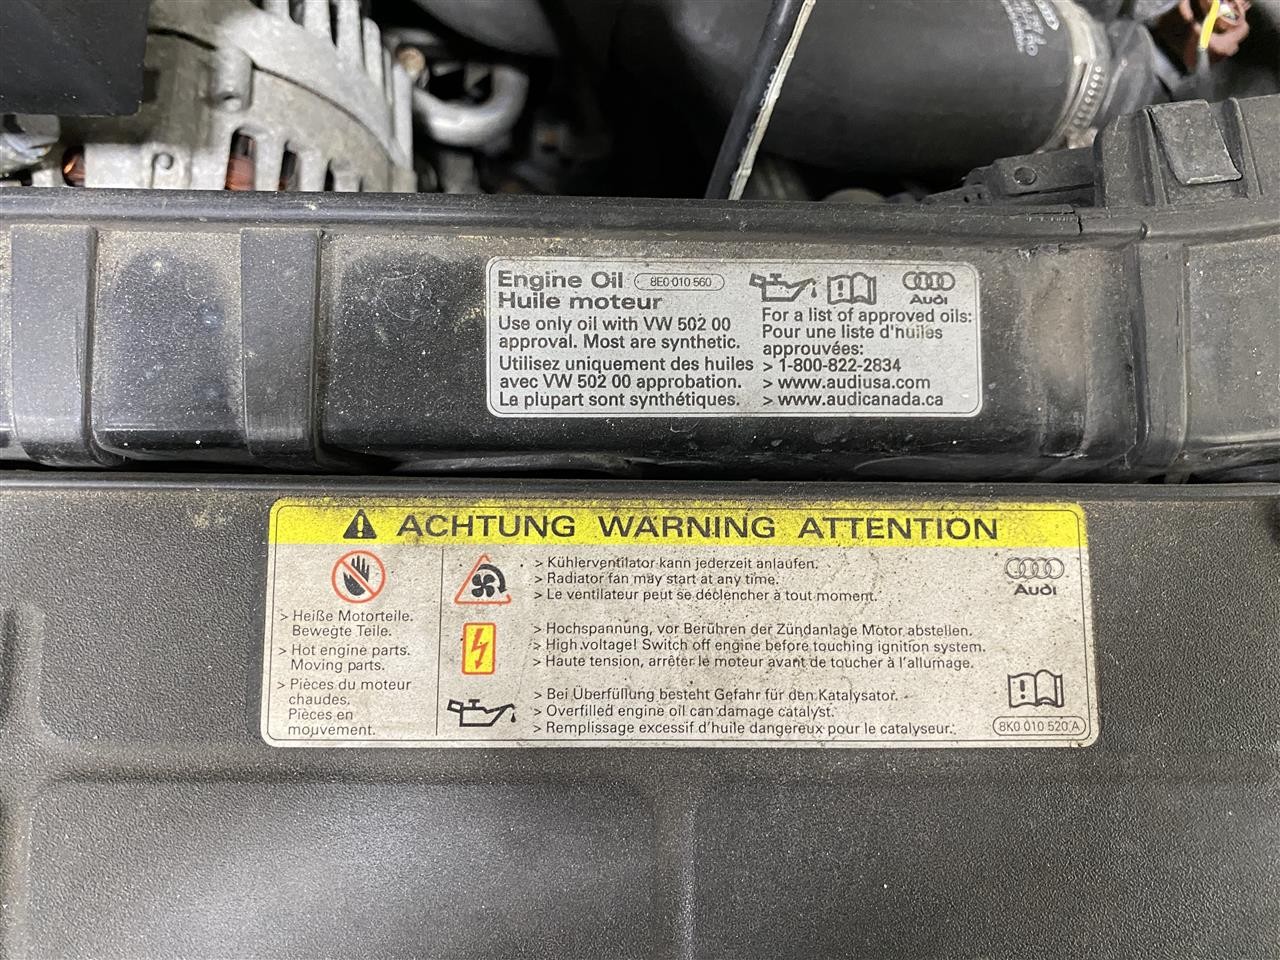 Engine Oil 8E0 010 560
Huile moteur
Use only oil with VW 502 00
approval. Most are synthetic.
Utilisez uniquement des huiles
avec VW 502 00 approbation.
Le plupart sont synthétiques.
Audi
For a list of approved oils:
Pour une liste d'huiles
approuvées:
> 1-800-822-2834
> www.audiusa.com
> www.audicanada.ca
ACHTUNG WARNING ATTENTION
> Heiße Motorteile.
Bewegte Teile.
> Hot engine parts.
Moving parts.
> Pièces du moteur
chaudes.
Pièces en
mouvement.
> Kühlerventilator kann jederzeit anlaufen.
> Radiator fan may start at any time.
> Le ventilateur peut se déclencher à tout moment.
> Hochspannung, vor Berühren der Zündanlage Motor abstellen.
> High voltage! Switch off engine before touching ignition system.
> Haute tension, arrêter le moteur avant de toucher à l'allumage.
> Bei Überfüllung besteht Gefahr für den Katalysator.
> Overfilled engine oil can damage catalyst.
> Remplissage excessif d'huile dangereux pour le catalyseur.
Audi
8K0 010 520 A